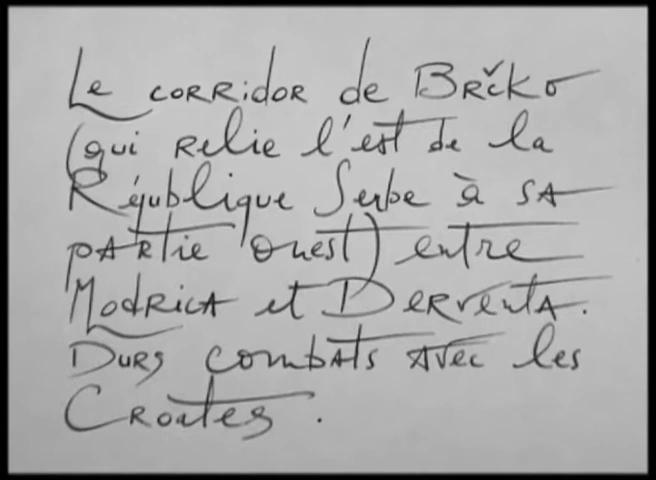 Le corridor de Brčko
(qui relie l'est de la
République Serbe à sa
partie ouest) entre
Modrica et Derventa.
Durs combats avec les
Croates.